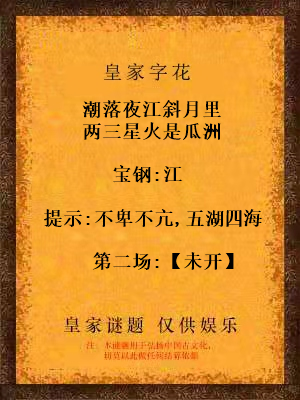 皇家字花
潮落夜江斜月里
两三星火是瓜洲
宝钢:江
提示:不卑不亢,五湖四海
第二场:【未开】
皇家谜题 仅供娱乐
注：本谜题用于弘扬中国古文化,
切莫以此做任何结算依据